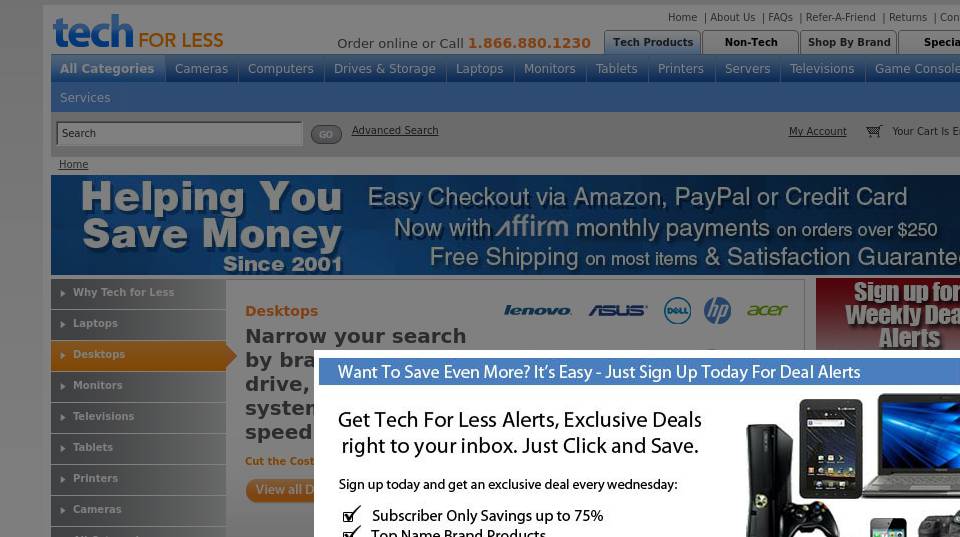 Home | About Us | FAQs | Refer-A-Friend | Returns
tech FOR LESS
Order online or Call 1.866.880.1230
Tech Products Non-Tech Shop By Brand
All Categories Cameras Computers Drives & Storage Laptops Monitors Tablets Printers Servers Televisions Game Console
Services
Search GO Advanced Search My Account Your Cart Is
Home
Helping You
Save Money
Since 2001
Easy Checkout via Amazon, PayPal or Credit Card
Now with affirm monthly payments on orders over $250
Free Shipping on most items & Satisfaction
Why Tech for Less
Laptops
Desktops
Monitors
Televisions
Tablets
Printers
Cameras
Desktops
lenovo. ASUS DELL hp acer
Narrow your search
by
drive,
speed
Cut the Cost
View all
Sign up for
Weekly
Alerts
Want To Save Even More? It's Easy - Just Sign Up Today For Deal Alerts
Get Tech For Less Alerts, Exclusive Deals
right to your inbox. Just Click and Save.
Sign up today and get an exclusive deal every wednesday:
Subscriber Only Savings up to 75%
Top Name Brand Products